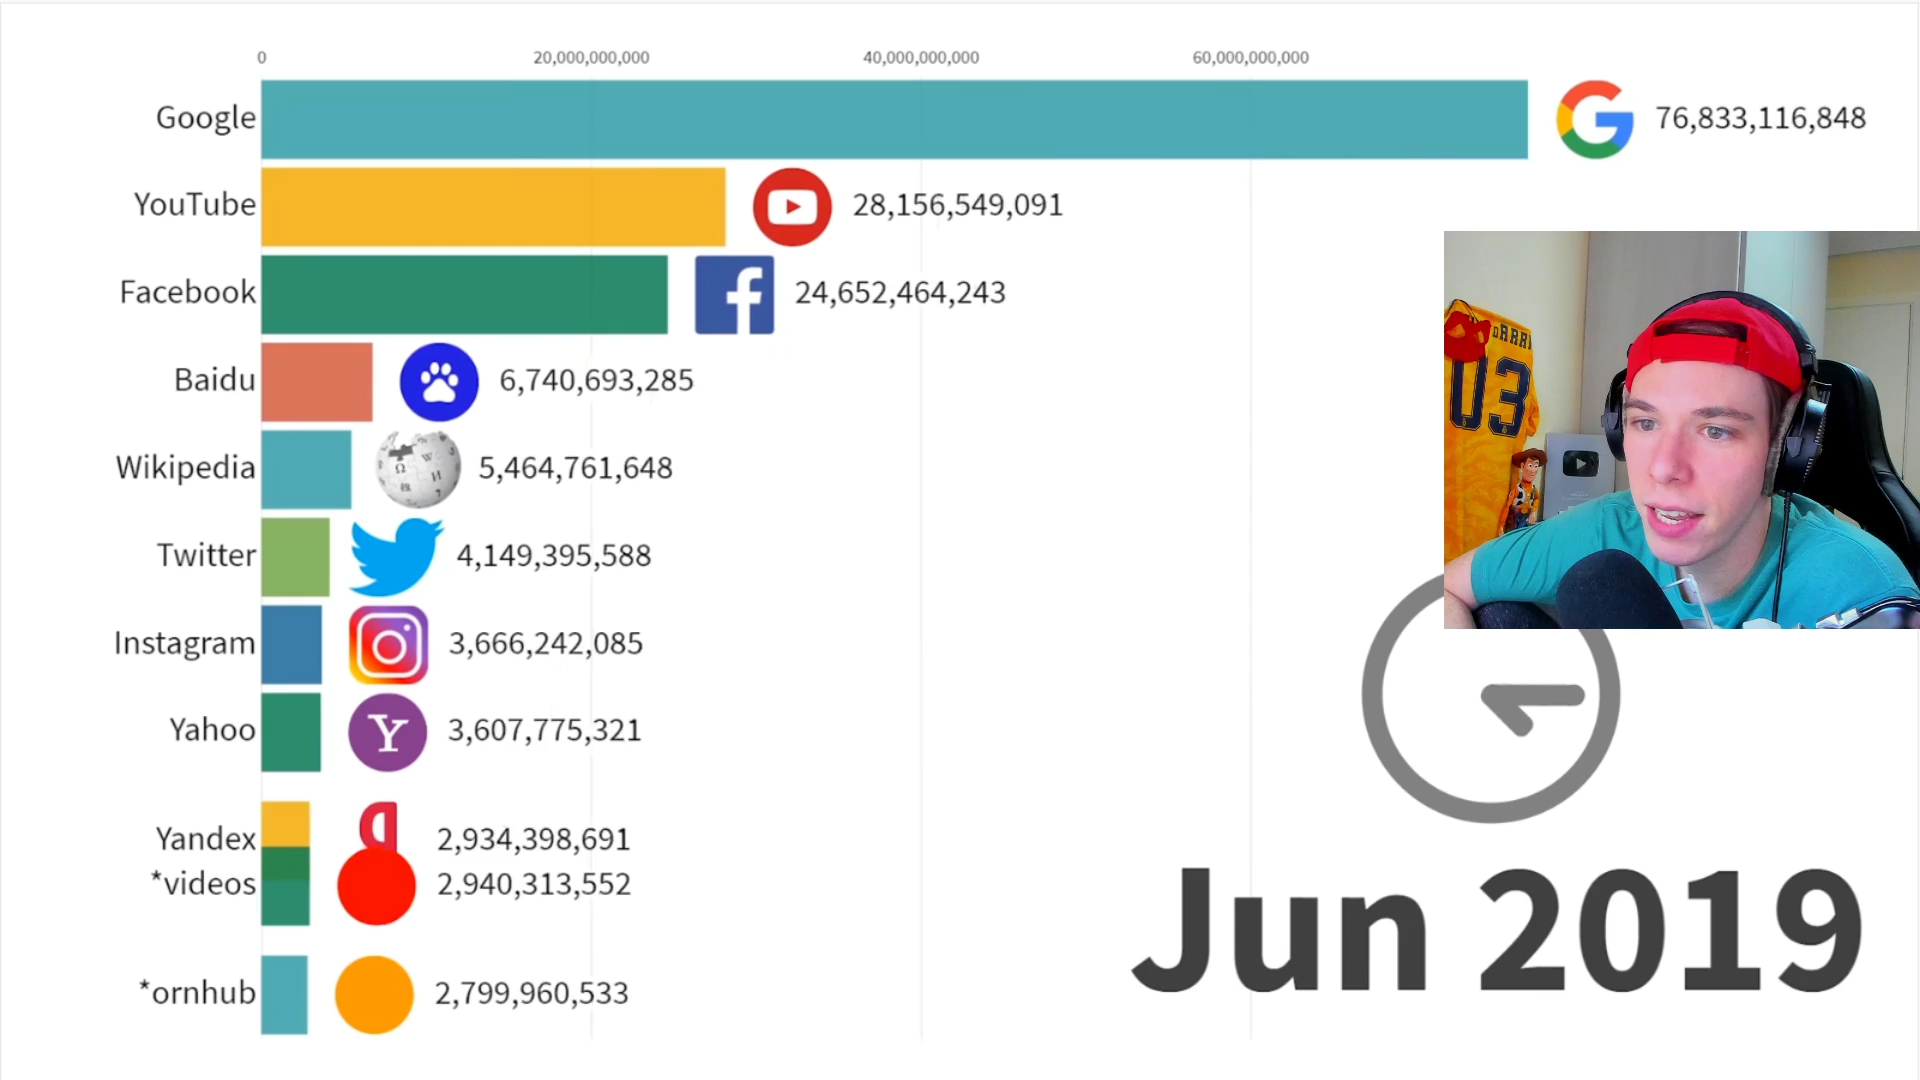 0 20,000,000,000 40,000,000,000 60,000,000,000
Google 76,833,116,848
YouTube 28,156,549,091
Facebook 24,652,464,243
Baidu 6,740,693,285
Wikipedia 5,464,761,648
Twitter 4,149,395,588
Instagram 3,666,242,085
Yahoo Y 3,607,775,321
Yandex 2,934,398,691
*videos 2,940,313,552
*ornhub 2,799,960,533
Jun 2019
03